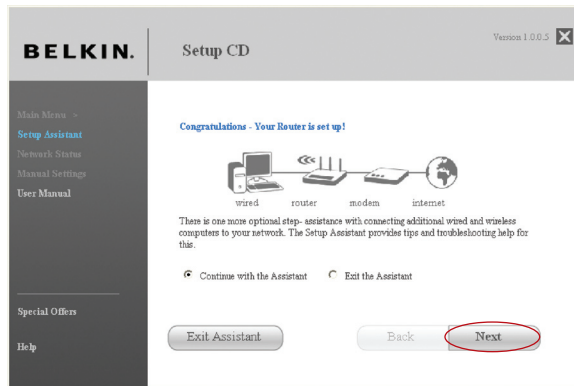 BELKIN.
Setup CD
Version 1.0.0.5
Main Menu >
Setup Assistant
Network Status
Manual Settings
User Manual
Special Offers
Help
Congratulations - Your Router is set up!
wired router modem internet
There is one more optional step- assistance with connecting additional wired and wireless
computers to your network. The Setup Assistant provides tips and troubleshooting help for
this.
Continue with the Assistant Exit the Assistant
Exit Assistant Back Next